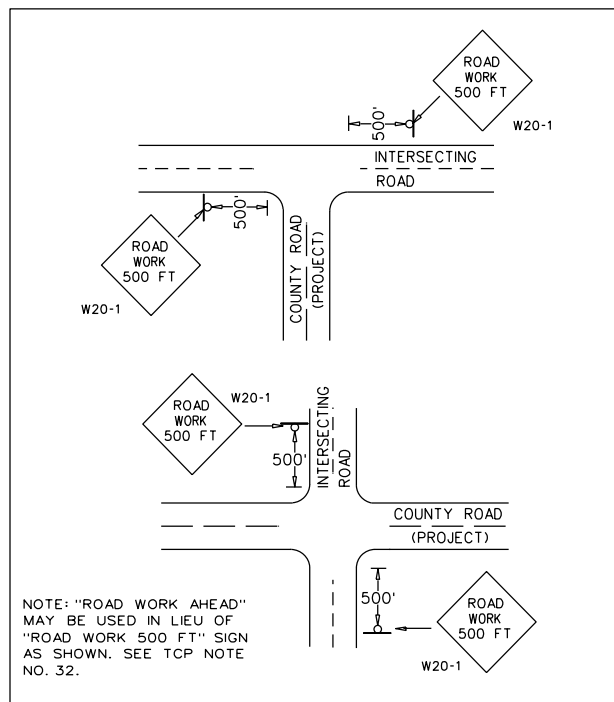 ROAD
WORK
500 FT
W20-1
500'
INTERSECTING
ROAD
500'
ROAD
WORK
500 FT
W20-1
COUNTY ROAD
(PROJECT)
ROAD
WORK
500 FT
W20-1
500'
INTERSECTING
ROAD
COUNTY ROAD
(PROJECT)
500'
ROAD
WORK
500 FT
W20-1
NOTE: "ROAD WORK AHEAD"
MAY BE USED IN LIEU OF
"ROAD WORK 500 FT" SIGN
AS SHOWN. SEE TCP NOTE
NO. 32.